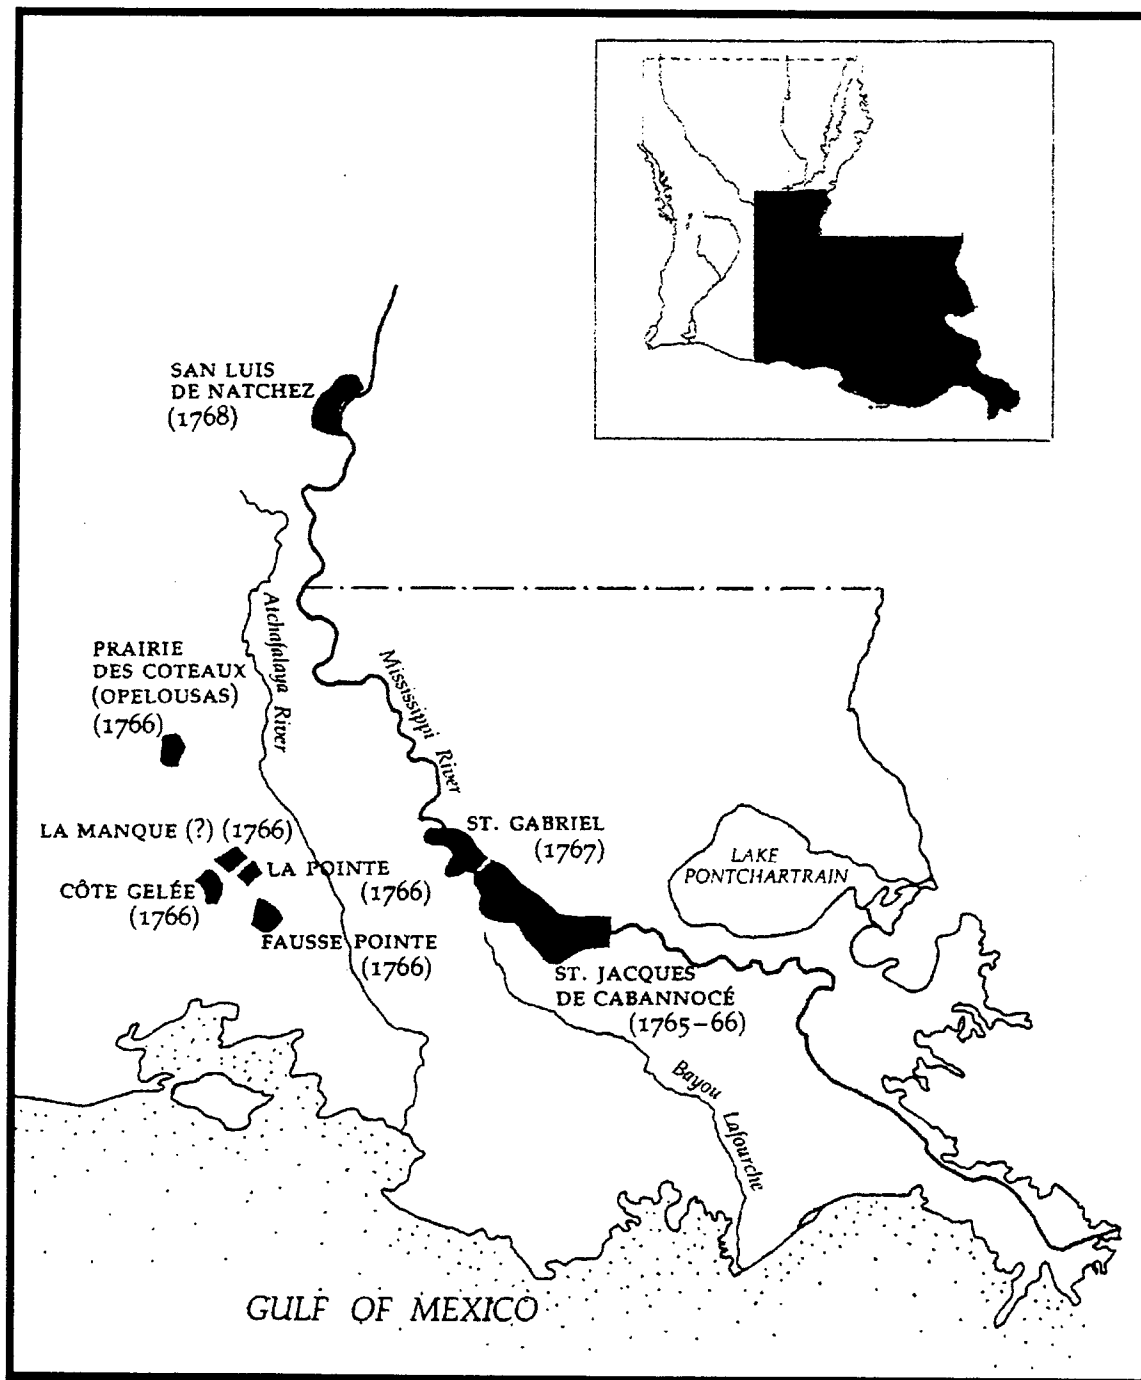 SAN LUIS
DE NATCHEZ
(1768)
Atchafalaya River
Mississippi River
PRAIRIE
DES COTEAUX
(OPELOUSAS)
(1766)
LA MANQUE (?) (1766)
LA POINTE
(1766)
CÔTE GELÉE
(1766)
FAUSSE POINTE
(1766)
ST. GABRIEL
(1767)
LAKE
PONTCHARTRAIN
ST. JACQUES
DE CABANNOCÉ
(1765–66)
Bayou Lafourche
GULF OF MEXICO